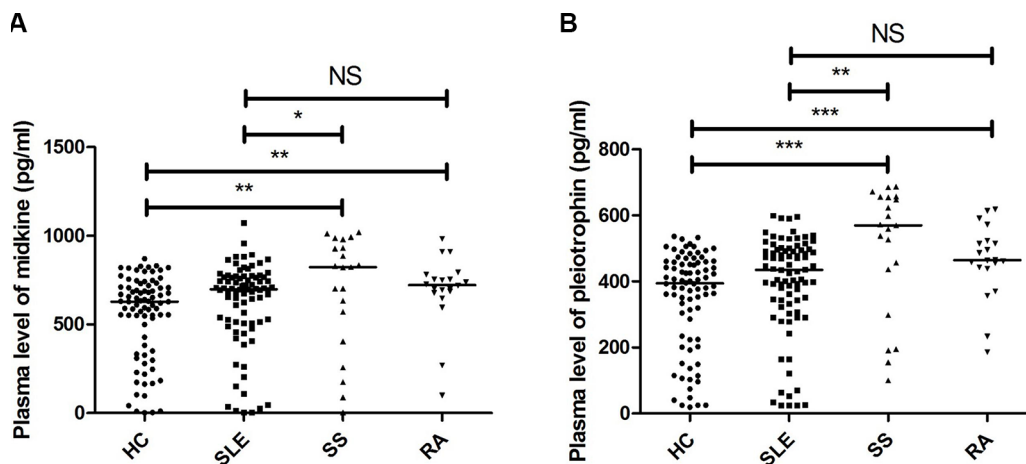 A
NS
*
**
**
Plasma level of midkine (pg/ml)
1500
1000
500
0
HC
SLE
SS
RA
B
NS
**
***
***
Plasma level of pleiotrophin (pg/ml)
800
600
400
200
0
HC
SLE
SS
RA